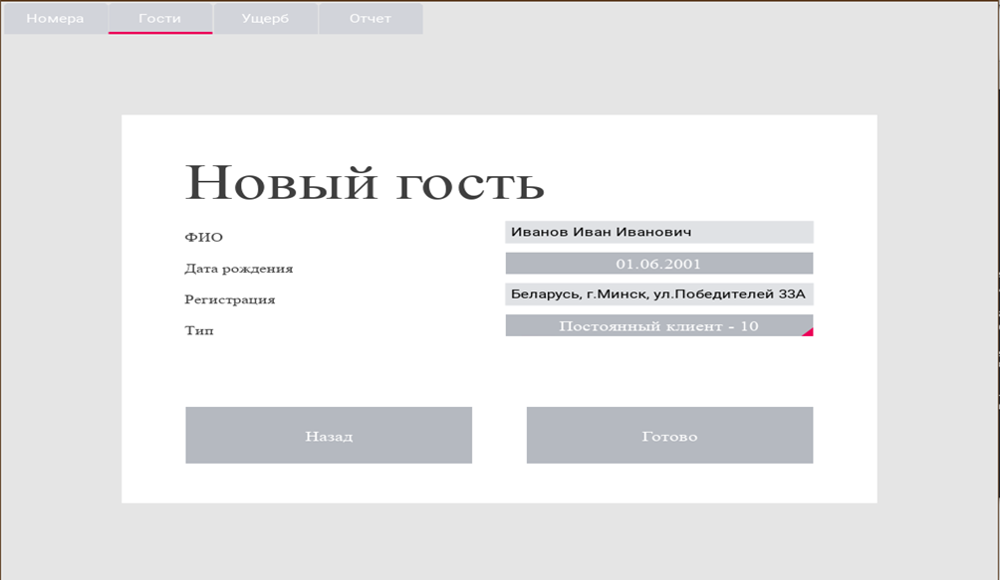 Номера Гости Ущерб Отчет
Новый гость
ФИО Иванов Иван Иванович
Дата рождения 01.06.2001
Регистрация Беларусь, г.Минск, ул.Победителей 33А
Тип Постоянный клиент - 10
Назад Готово